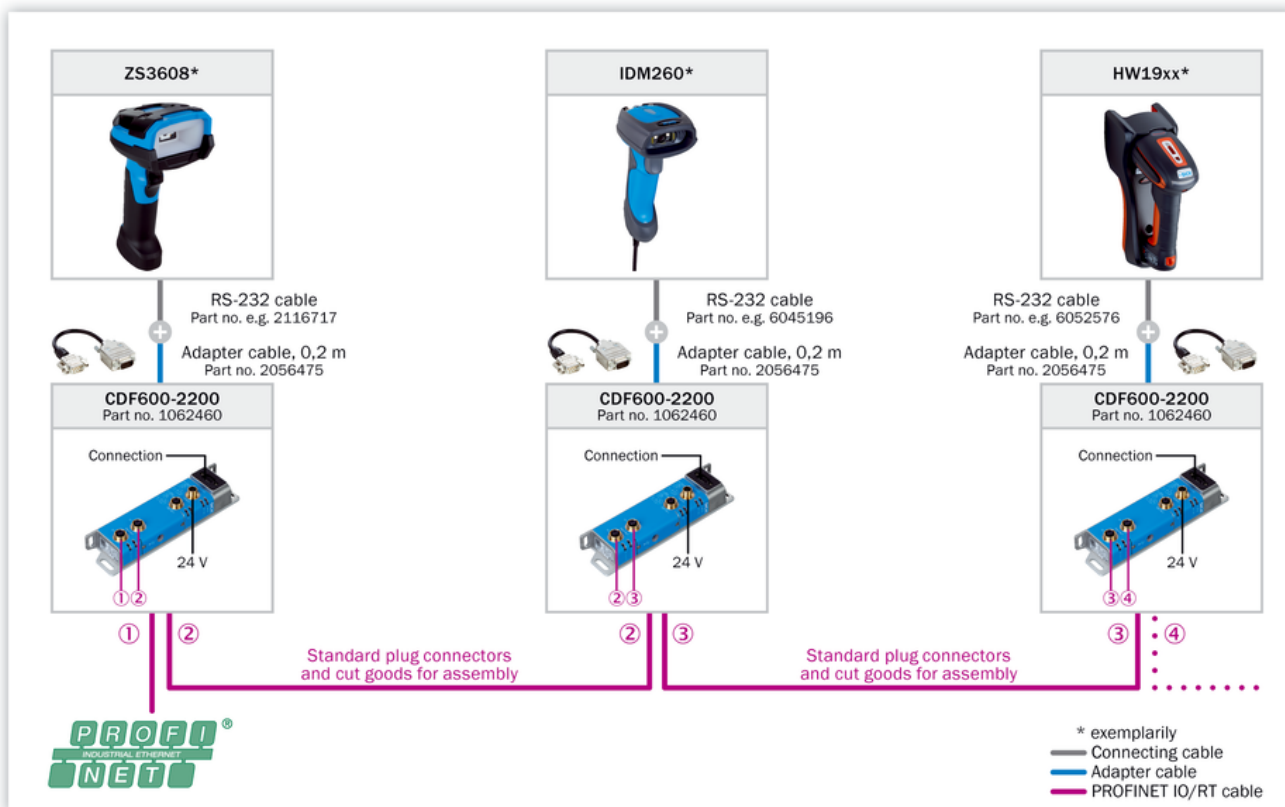 ZS3608*
IDM260*
HW19xx*
RS-232 cable
Part no. e.g. 2116717
Adapter cable, 0,2 m
Part no. 2056475
RS-232 cable
Part no. e.g. 6045196
Adapter cable, 0,2 m
Part no. 2056475
RS-232 cable
Part no. e.g. 6052576
Adapter cable, 0,2 m
Part no. 2056475
CDF600-2200
Part no. 1062460
Connection
24 V
①②
CDF600-2200
Part no. 1062460
Connection
24 V
②③
CDF600-2200
Part no. 1062460
Connection
24 V
③④
① ②
② ③
③ ④
Standard plug connectors
and cut goods for assembly
Standard plug connectors
and cut goods for assembly
PROFI®
INDUSTRIAL ETHERNET
NET
* exemplarily
Connecting cable
Adapter cable
PROFINET IO/RT cable